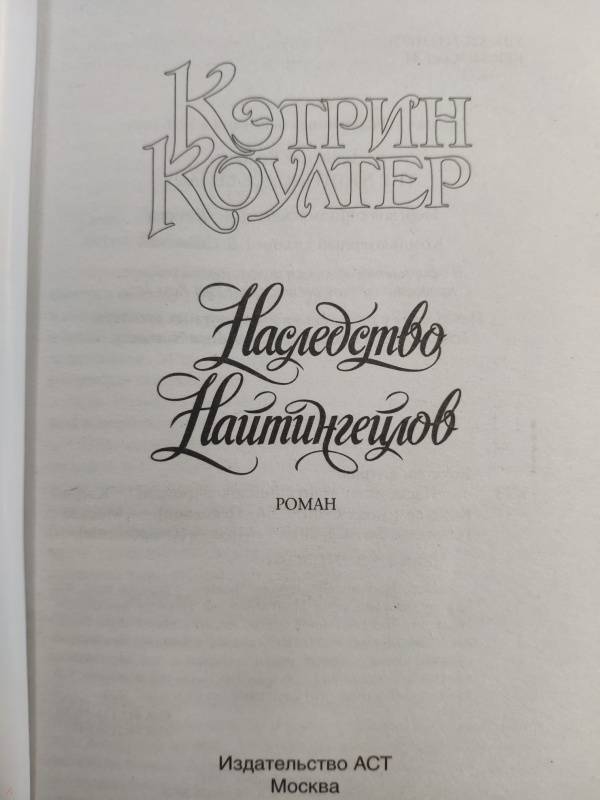 КЭТРИН
КОУЛТЕР
Наследство
Найтингейлов
РОМАН
Издательство АСТ
Москва